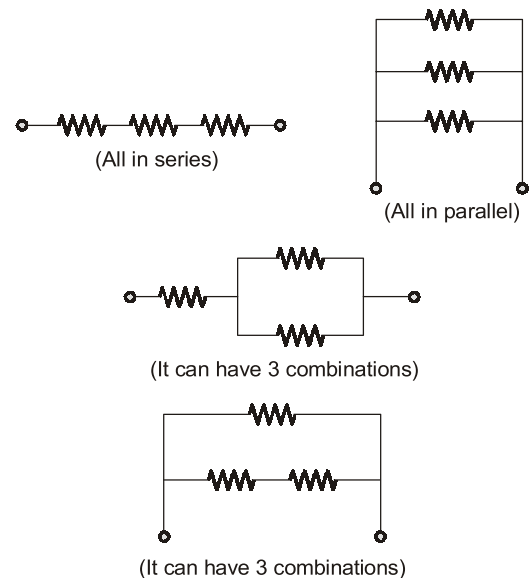 (All in series)
(All in parallel)
(It can have 3 combinations)
(It can have 3 combinations)